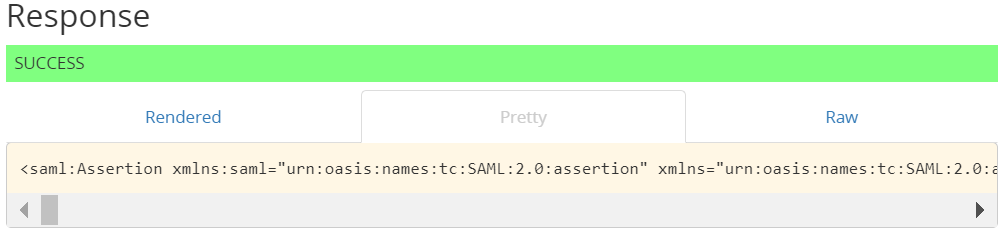 Response
SUCCESS
Rendered Pretty Raw
<saml:Assertion xmlns:saml="urn:oasis:names:tc:SAML:2.0:assertion" xmlns="urn:oasis:names:tc:SAML:2.0:a